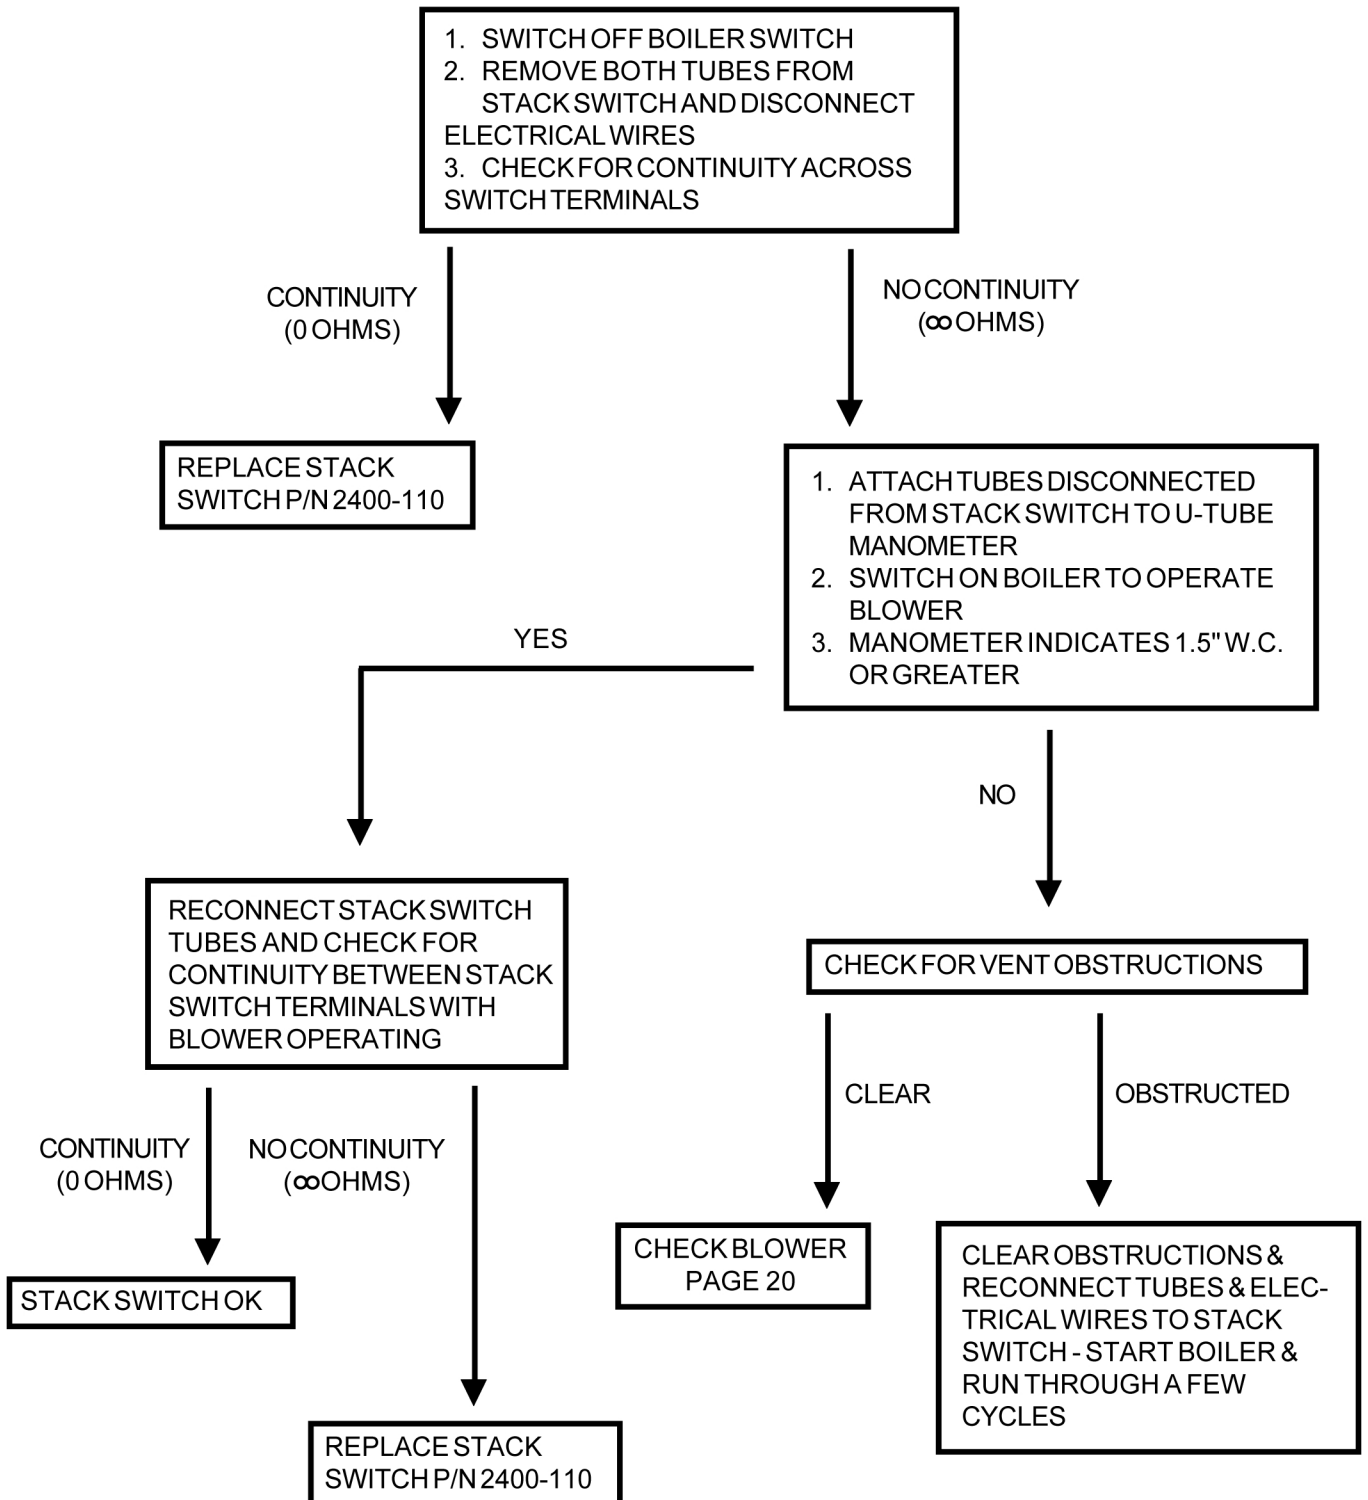 1. SWITCH OFF BOILER SWITCH
2. REMOVE BOTH TUBES FROM
STACK SWITCH AND DISCONNECT
ELECTRICAL WIRES
3. CHECK FOR CONTINUITY ACROSS
SWITCH TERMINALS
CONTINUITY
(0 OHMS)
NO CONTINUITY
(∞ OHMS)
REPLACE STACK
SWITCH P/N 2400-110
1. ATTACH TUBES DISCONNECTED
FROM STACK SWITCH TO U-TUBE
MANOMETER
2. SWITCH ON BOILER TO OPERATE
BLOWER
3. MANOMETER INDICATES 1.5" W.C.
OR GREATER
YES
NO
RECONNECT STACK SWITCH
TUBES AND CHECK FOR
CONTINUITY BETWEEN STACK
SWITCH TERMINALS WITH
BLOWER OPERATING
CHECK FOR VENT OBSTRUCTIONS
CLEAR
OBSTRUCTED
CONTINUITY
(0 OHMS)
NO CONTINUITY
(∞ OHMS)
STACK SWITCH OK
CHECK BLOWER
PAGE 20
CLEAR OBSTRUCTIONS &
RECONNECT TUBES & ELEC-
TRICAL WIRES TO STACK
SWITCH - START BOILER &
RUN THROUGH A FEW
CYCLES
REPLACE STACK
SWITCH P/N 2400-110